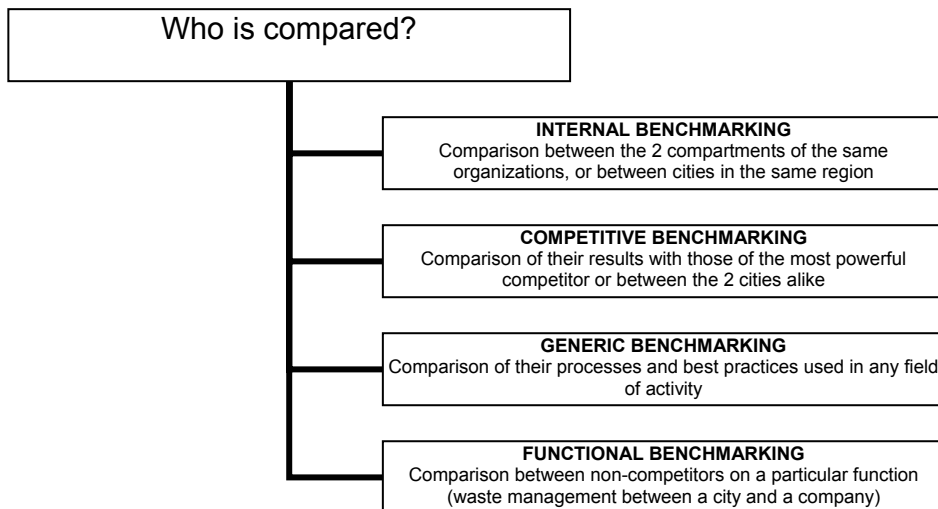 Who is compared?
INTERNAL BENCHMARKING
Comparison between the 2 compartments of the same
organizations, or between cities in the same region
COMPETITIVE BENCHMARKING
Comparison of their results with those of the most powerful
competitor or between the 2 cities alike
GENERIC BENCHMARKING
Comparison of their processes and best practices used in any field
of activity
FUNCTIONAL BENCHMARKING
Comparison between non-competitors on a particular function
(waste management between a city and a company)